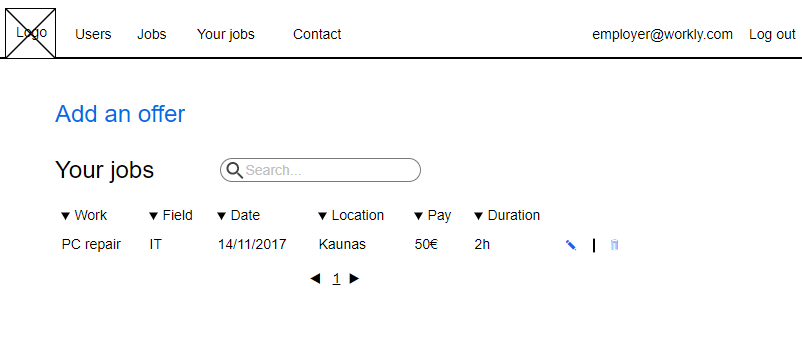 Logo Users Jobs Your jobs Contact employer@workly.com Log out
Add an offer
Your jobs Search...
▼ Work ▼ Field ▼ Date ▼ Location ▼ Pay ▼ Duration
PC repair IT 14/11/2017 Kaunas 50€ 2h |
◀ 1 ▶